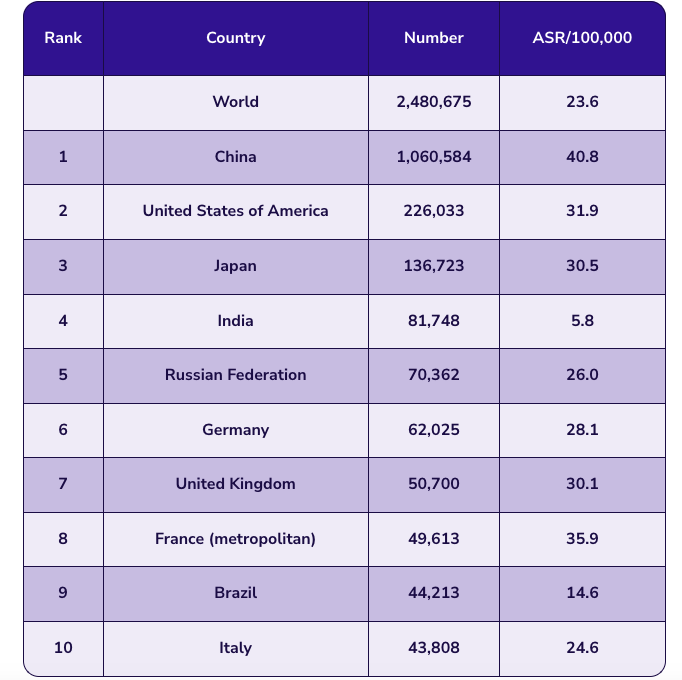 Rank Country Number ASR/100,000
World 2,480,675 23.6
1 China 1,060,584 40.8
2 United States of America 226,033 31.9
3 Japan 136,723 30.5
4 India 81,748 5.8
5 Russian Federation 70,362 26.0
6 Germany 62,025 28.1
7 United Kingdom 50,700 30.1
8 France (metropolitan) 49,613 35.9
9 Brazil 44,213 14.6
10 Italy 43,808 24.6